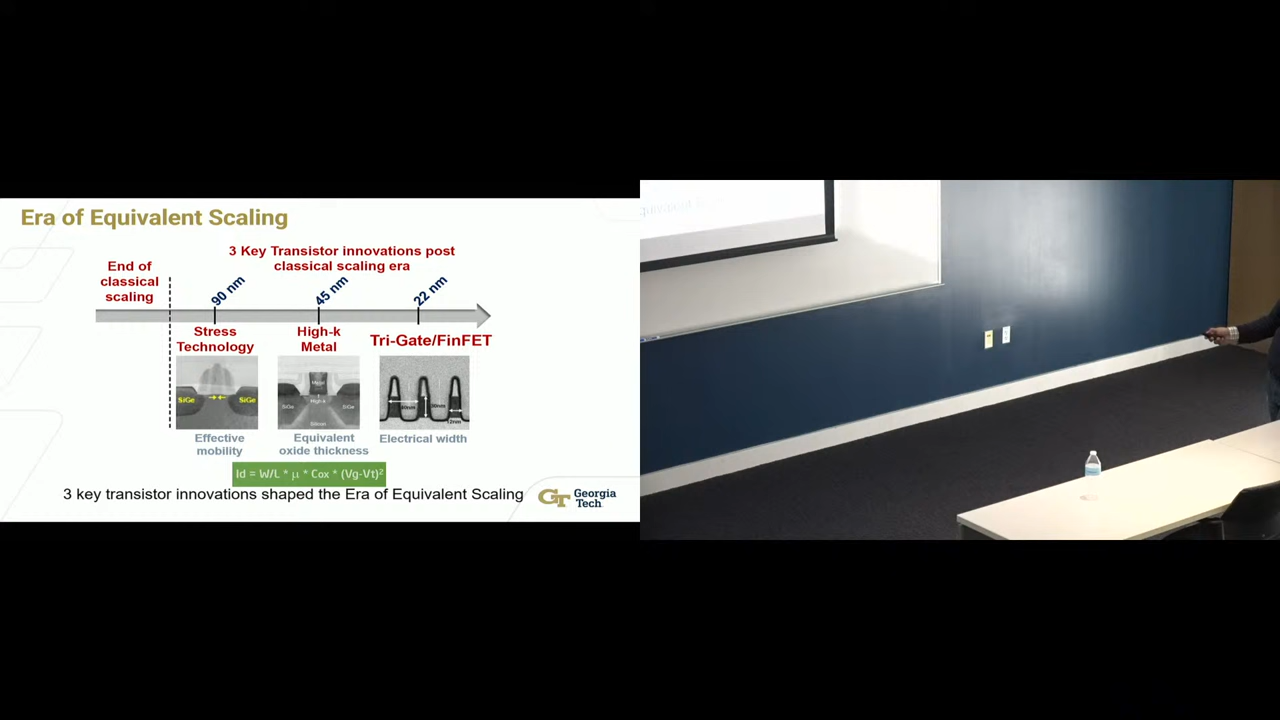 Era of Equivalent Scaling
3 Key Transistor innovations post
classical scaling era
End of
classical
scaling
90 nm
45 nm
22 nm
Stress
Technology
High-k
Metal
Tri-Gate/FinFET
SiGe
SiGe
Metal
High-k
SiGe
SiGe
Effective
mobility
Equivalent
oxide thickness
Electrical width
Id = W/L * μ * Cox * (Vg-Vt)²
3 key transistor innovations shaped the Era of Equivalent Scaling
GT Georgia
Tech